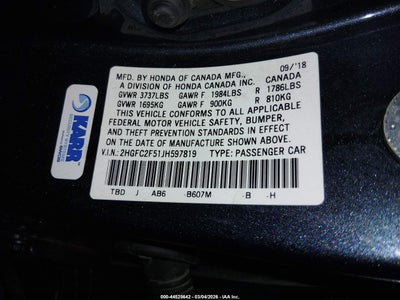 09/'18
MFD. BY HONDA OF CANADA MFG., CANADA
A DIVISION OF HONDA CANADA INC.
GVWR 3737LBS GAWR F 1984LBS R 1786LBS
GVWR 1695KG GAWR F 900KG R 810KG
THIS VEHICLE CONFORMS TO ALL APPLICABLE
FEDERAL MOTOR VEHICLE SAFETY, BUMPER,
AND THEFT PREVENTION STANDARDS IN EFFECT
ON THE DATE OF MANUFACTURE SHOWN ABOVE.
V.I.N.: 2HGFC2F51JH597819 TYPE: PASSENGER CAR
TBD J AB6 B607M -B -H
KARR
000-44529842 - 03/04/2026 - IAA Inc.